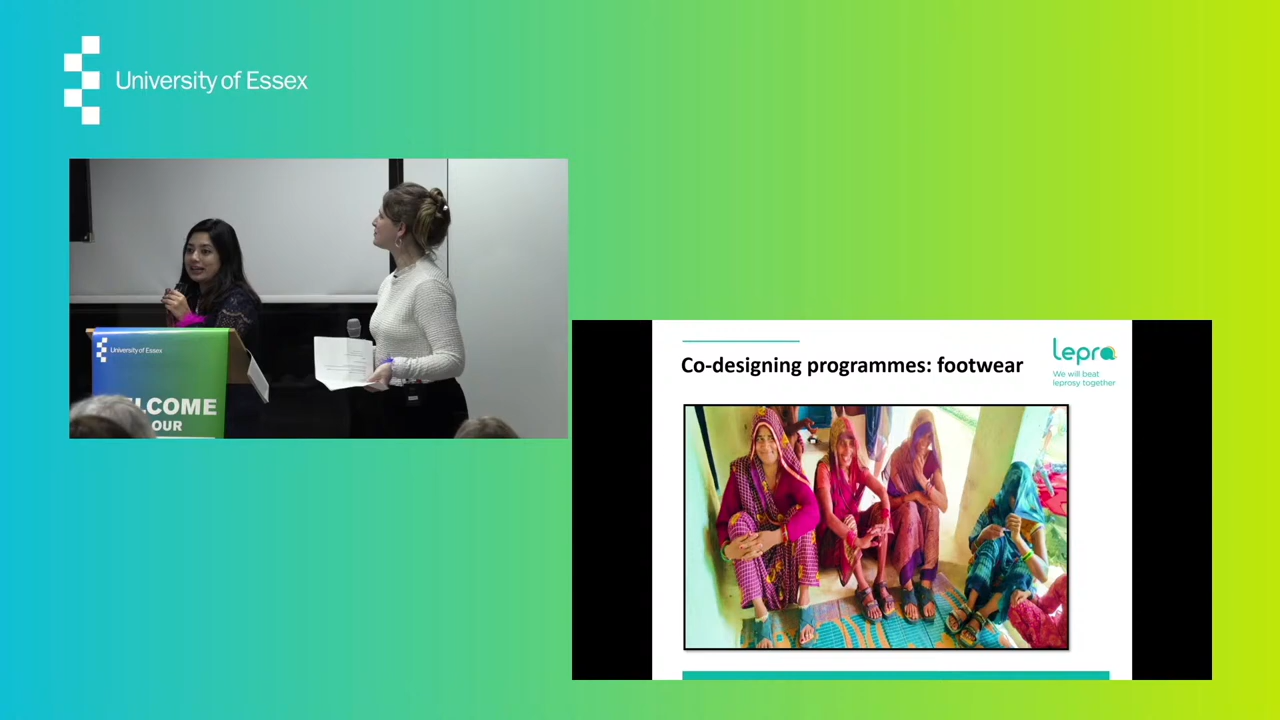 University of Essex
University of Essex
LCOME
OUR
Co-designing programmes: footwear
lepra
We will beat
leprosy together